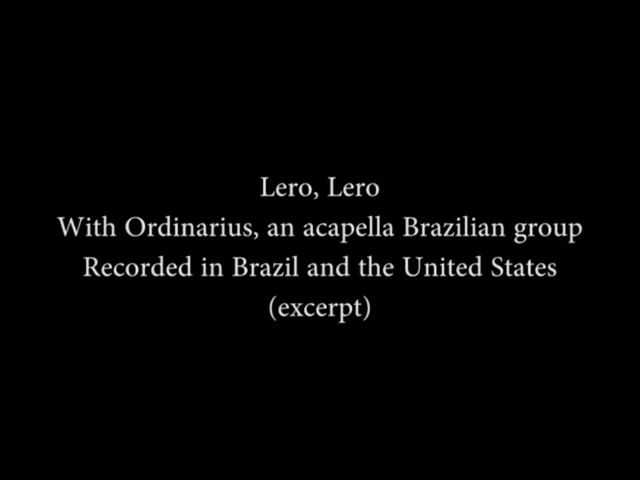 Lero, Lero
With Ordinarius, an acapella Brazilian group
Recorded in Brazil and the United States
(excerpt)